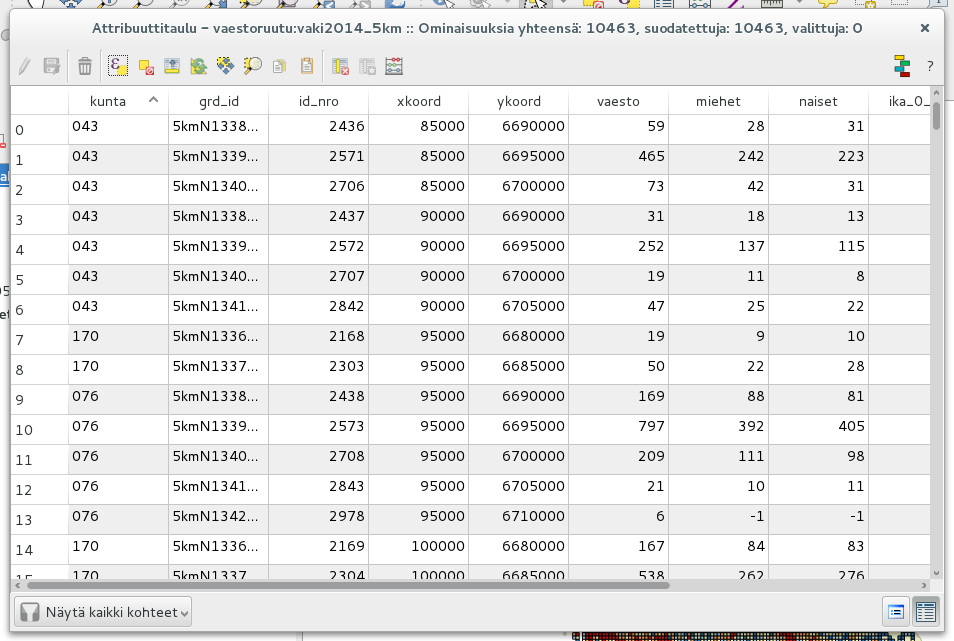 Attribuuttitaulu - vaestoruutu:vaki2014_5km :: Ominaisuuksia yhteensä: 10463, suodatettuja: 10463, valittuja: 0
kunta grd_id id_nro xkoord ykoord vaesto miehet naiset ika_0_
0 043 5kmN1338... 2436 85000 6690000 59 28 31
1 043 5kmN1339... 2571 85000 6695000 465 242 223
2 043 5kmN1340... 2706 85000 6700000 73 42 31
3 043 5kmN1338... 2437 90000 6690000 31 18 13
4 043 5kmN1339... 2572 90000 6695000 252 137 115
5 043 5kmN1340... 2707 90000 6700000 19 11 8
6 043 5kmN1341... 2842 90000 6705000 47 25 22
7 170 5kmN1336... 2168 95000 6680000 19 9 10
8 170 5kmN1337... 2303 95000 6685000 50 22 28
9 076 5kmN1338... 2438 95000 6690000 169 88 81
10 076 5kmN1339... 2573 95000 6695000 797 392 405
11 076 5kmN1340... 2708 95000 6700000 209 111 98
12 076 5kmN1341... 2843 95000 6705000 21 10 11
13 076 5kmN1342... 2978 95000 6710000 6 -1 -1
14 170 5kmN1336... 2169 100000 6680000 167 84 83
15 170 5kmN1337... 2304 100000 6685000 538 262 276
Näytä kaikki kohteet